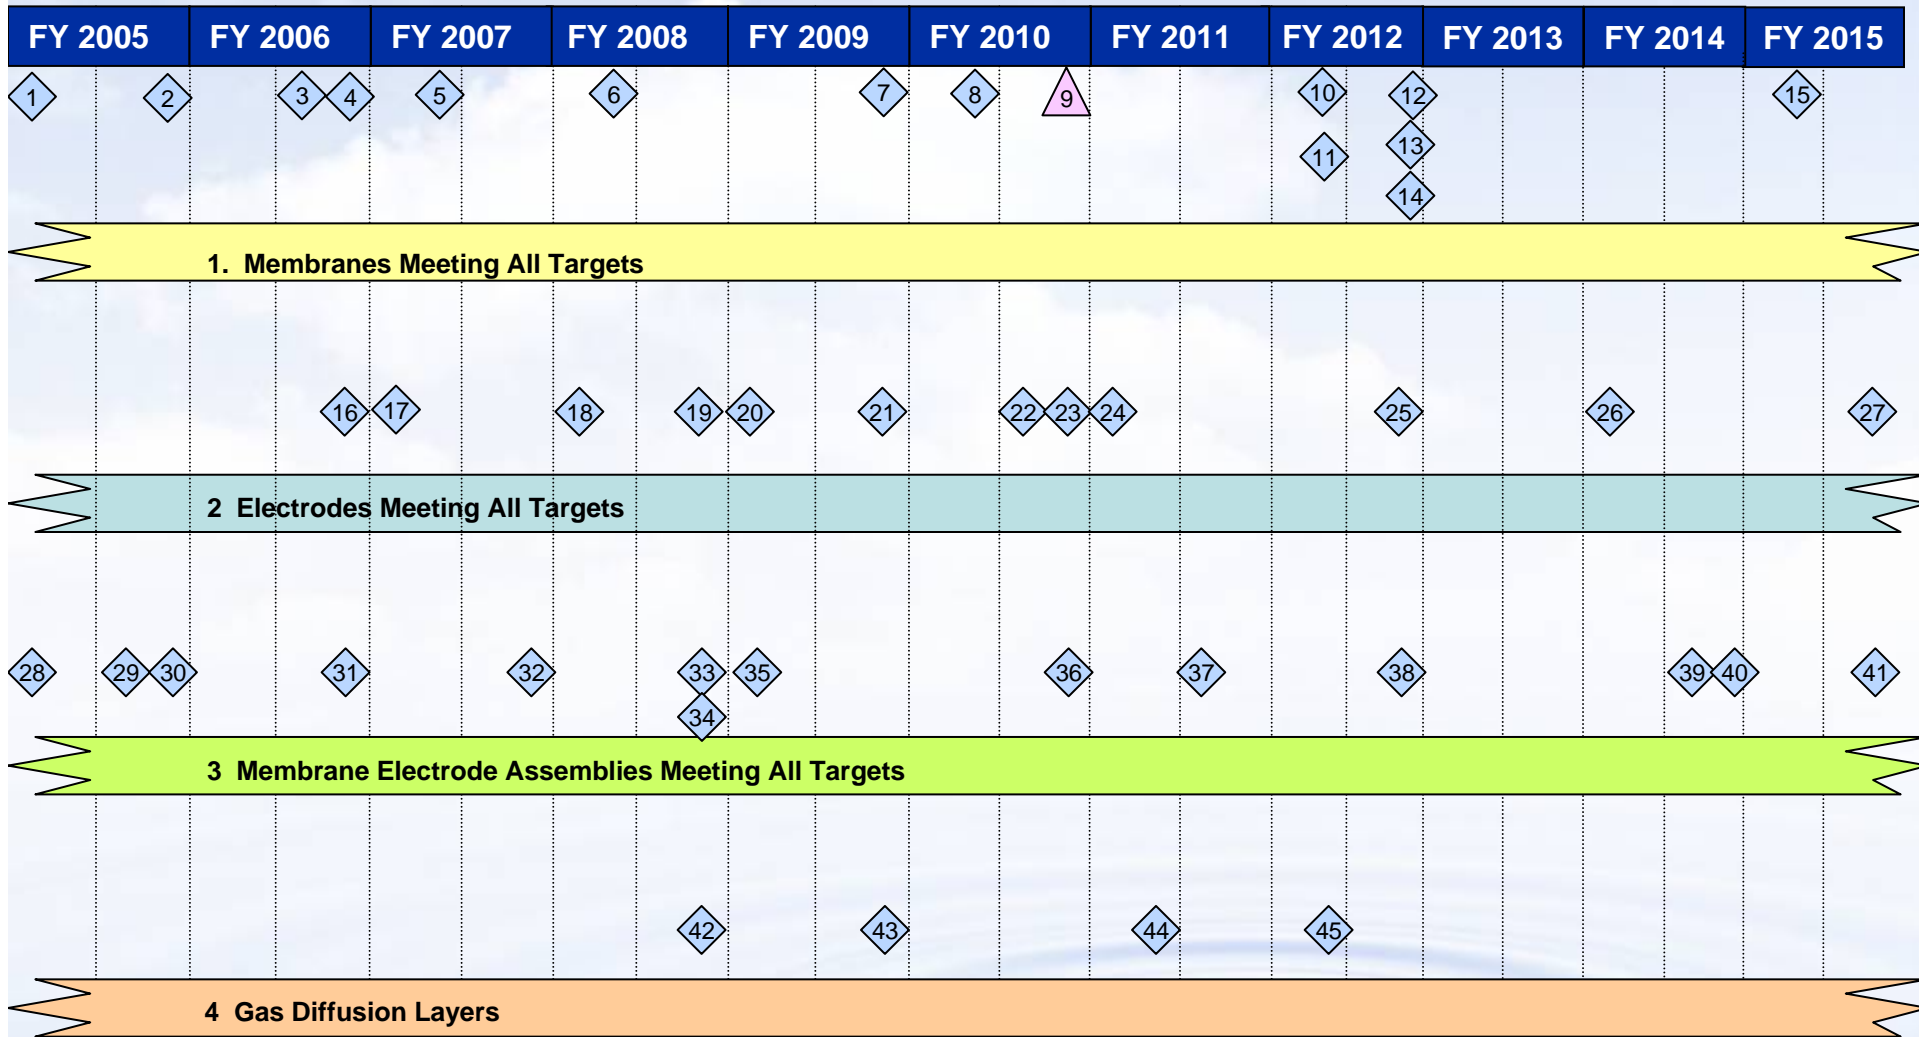 FY 2005 FY 2006 FY 2007 FY 2008 FY 2009 FY 2010 FY 2011 FY 2012 FY 2013 FY 2014 FY 2015
1 2 3 4 5 6 7 8 9 10 12 15
11 13
14
1. Membranes Meeting All Targets
16 17 18 19 20 21 22 23 24 25 26 27
2 Electrodes Meeting All Targets
28 29 30 31 32 33 35 36 37 38 39 40 41
34
3 Membrane Electrode Assemblies Meeting All Targets
42 43 44 45
4 Gas Diffusion Layers